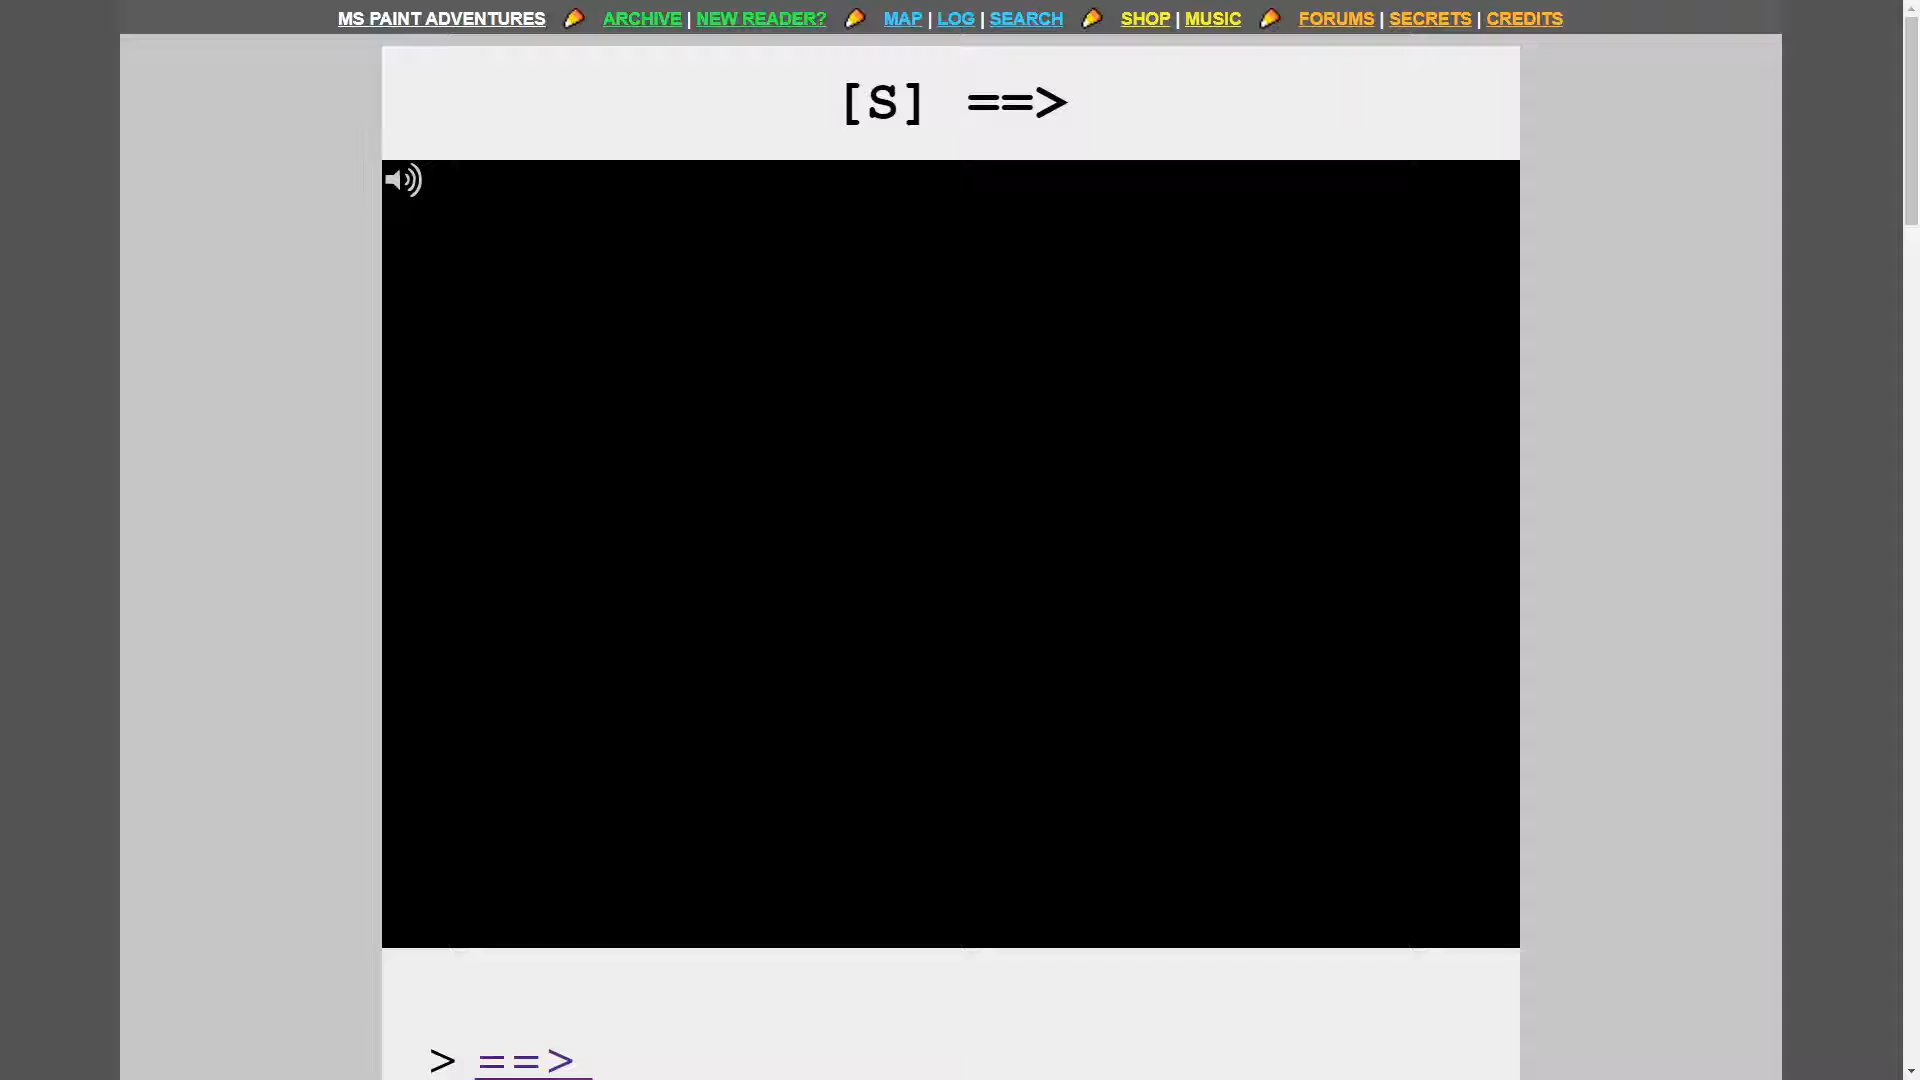 MS PAINT ADVENTURES ARCHIVE | NEW READER? MAP | LOG | SEARCH SHOP | MUSIC FORUMS | SECRETS | CREDITS
[S] ==>
> ==>